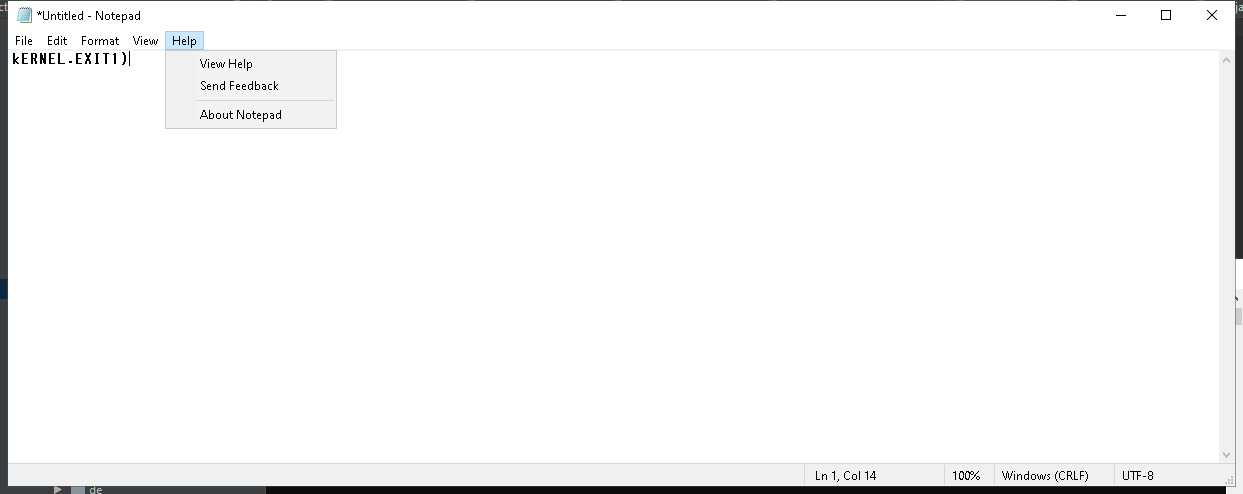 *Untitled - Notepad
File Edit Format View Help
kERNEL.EXIT1)
View Help
Send Feedback
About Notepad
Ln 1, Col 14 100% Windows (CRLF) UTF-8
de